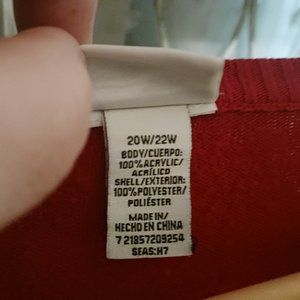 20W/22W
BODY/CUERPO:
100%ACRYLIC/
ACRÍLICO
SHELL/EXTERIOR:
100%POLYESTER/
POLIÉSTER
MADE IN/
HECHO EN CHINA
7 21857209254
SEAS:H7